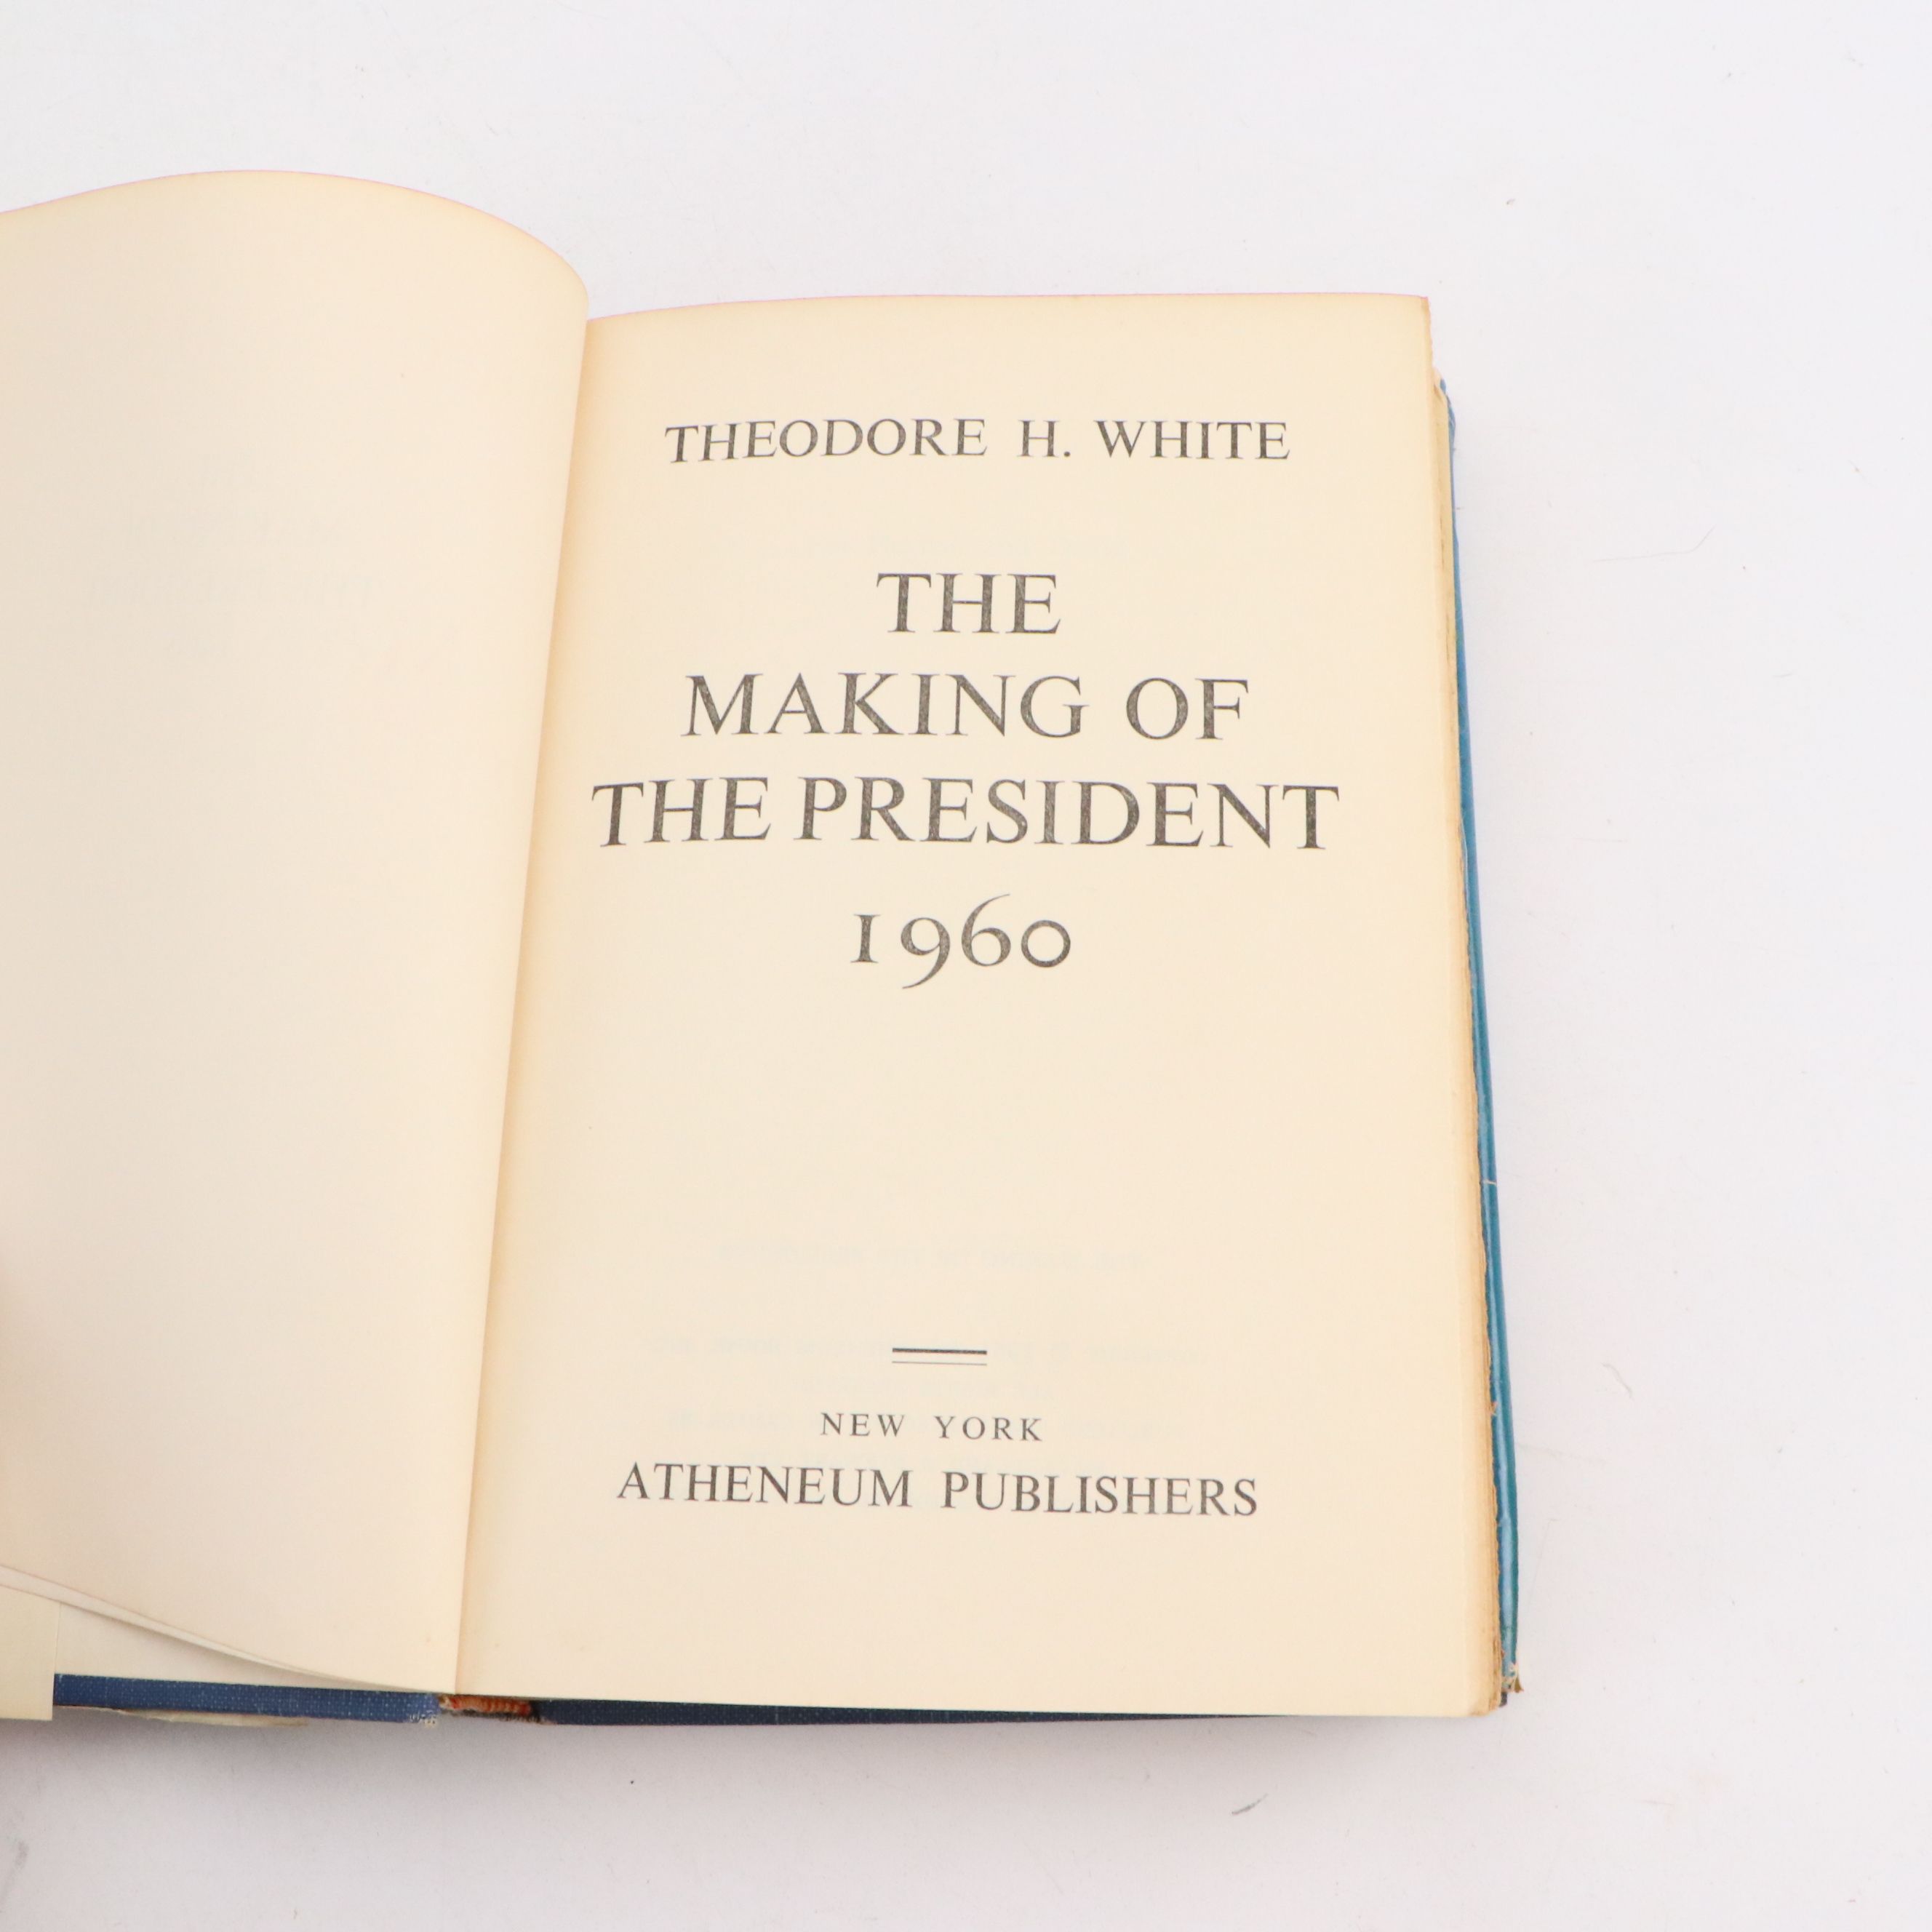 THEODORE H. WHITE
THE
MAKING OF
THE PRESIDENT
1960
NEW YORK
ATHENEUM PUBLISHERS